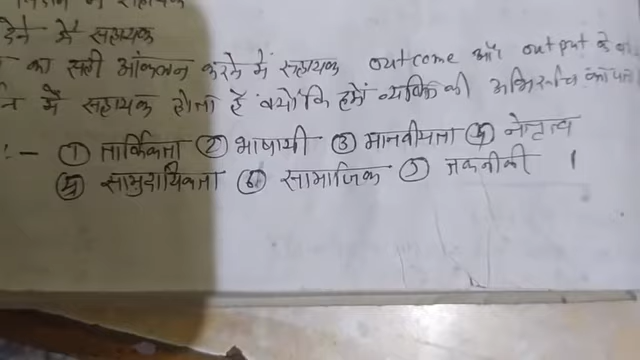 देने में सहायक
का सही आंकलन करने में सहायक outcome और output के
में सहायक होता है क्योंकि हमें व्यक्ति की अभिरूचि का पता
:- ① तार्किकता ② भाषायी ③ मानवीयता ④ नेतृत्व
⑤ सामुदायिकता ⑥ सामाजिक ⑦ तकनीकी ।